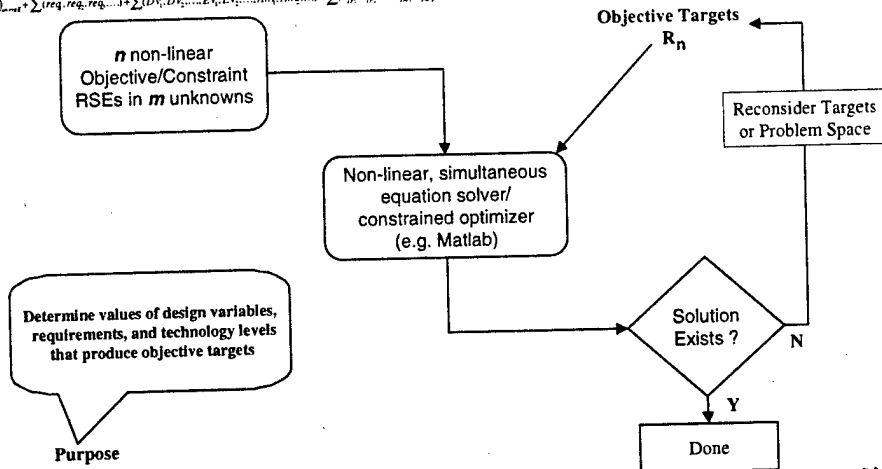 Objective Targets
R_n
n non-linear
Objective/Constraint
RSEs in m unknowns
Reconsider Targets
or Problem Space
Non-linear, simultaneous
equation solver/
constrained optimizer
(e.g. Matlab)
Determine values of design variables,
requirements, and technology levels
that produce objective targets
Solution
Exists ?
N
Y
Purpose
Done